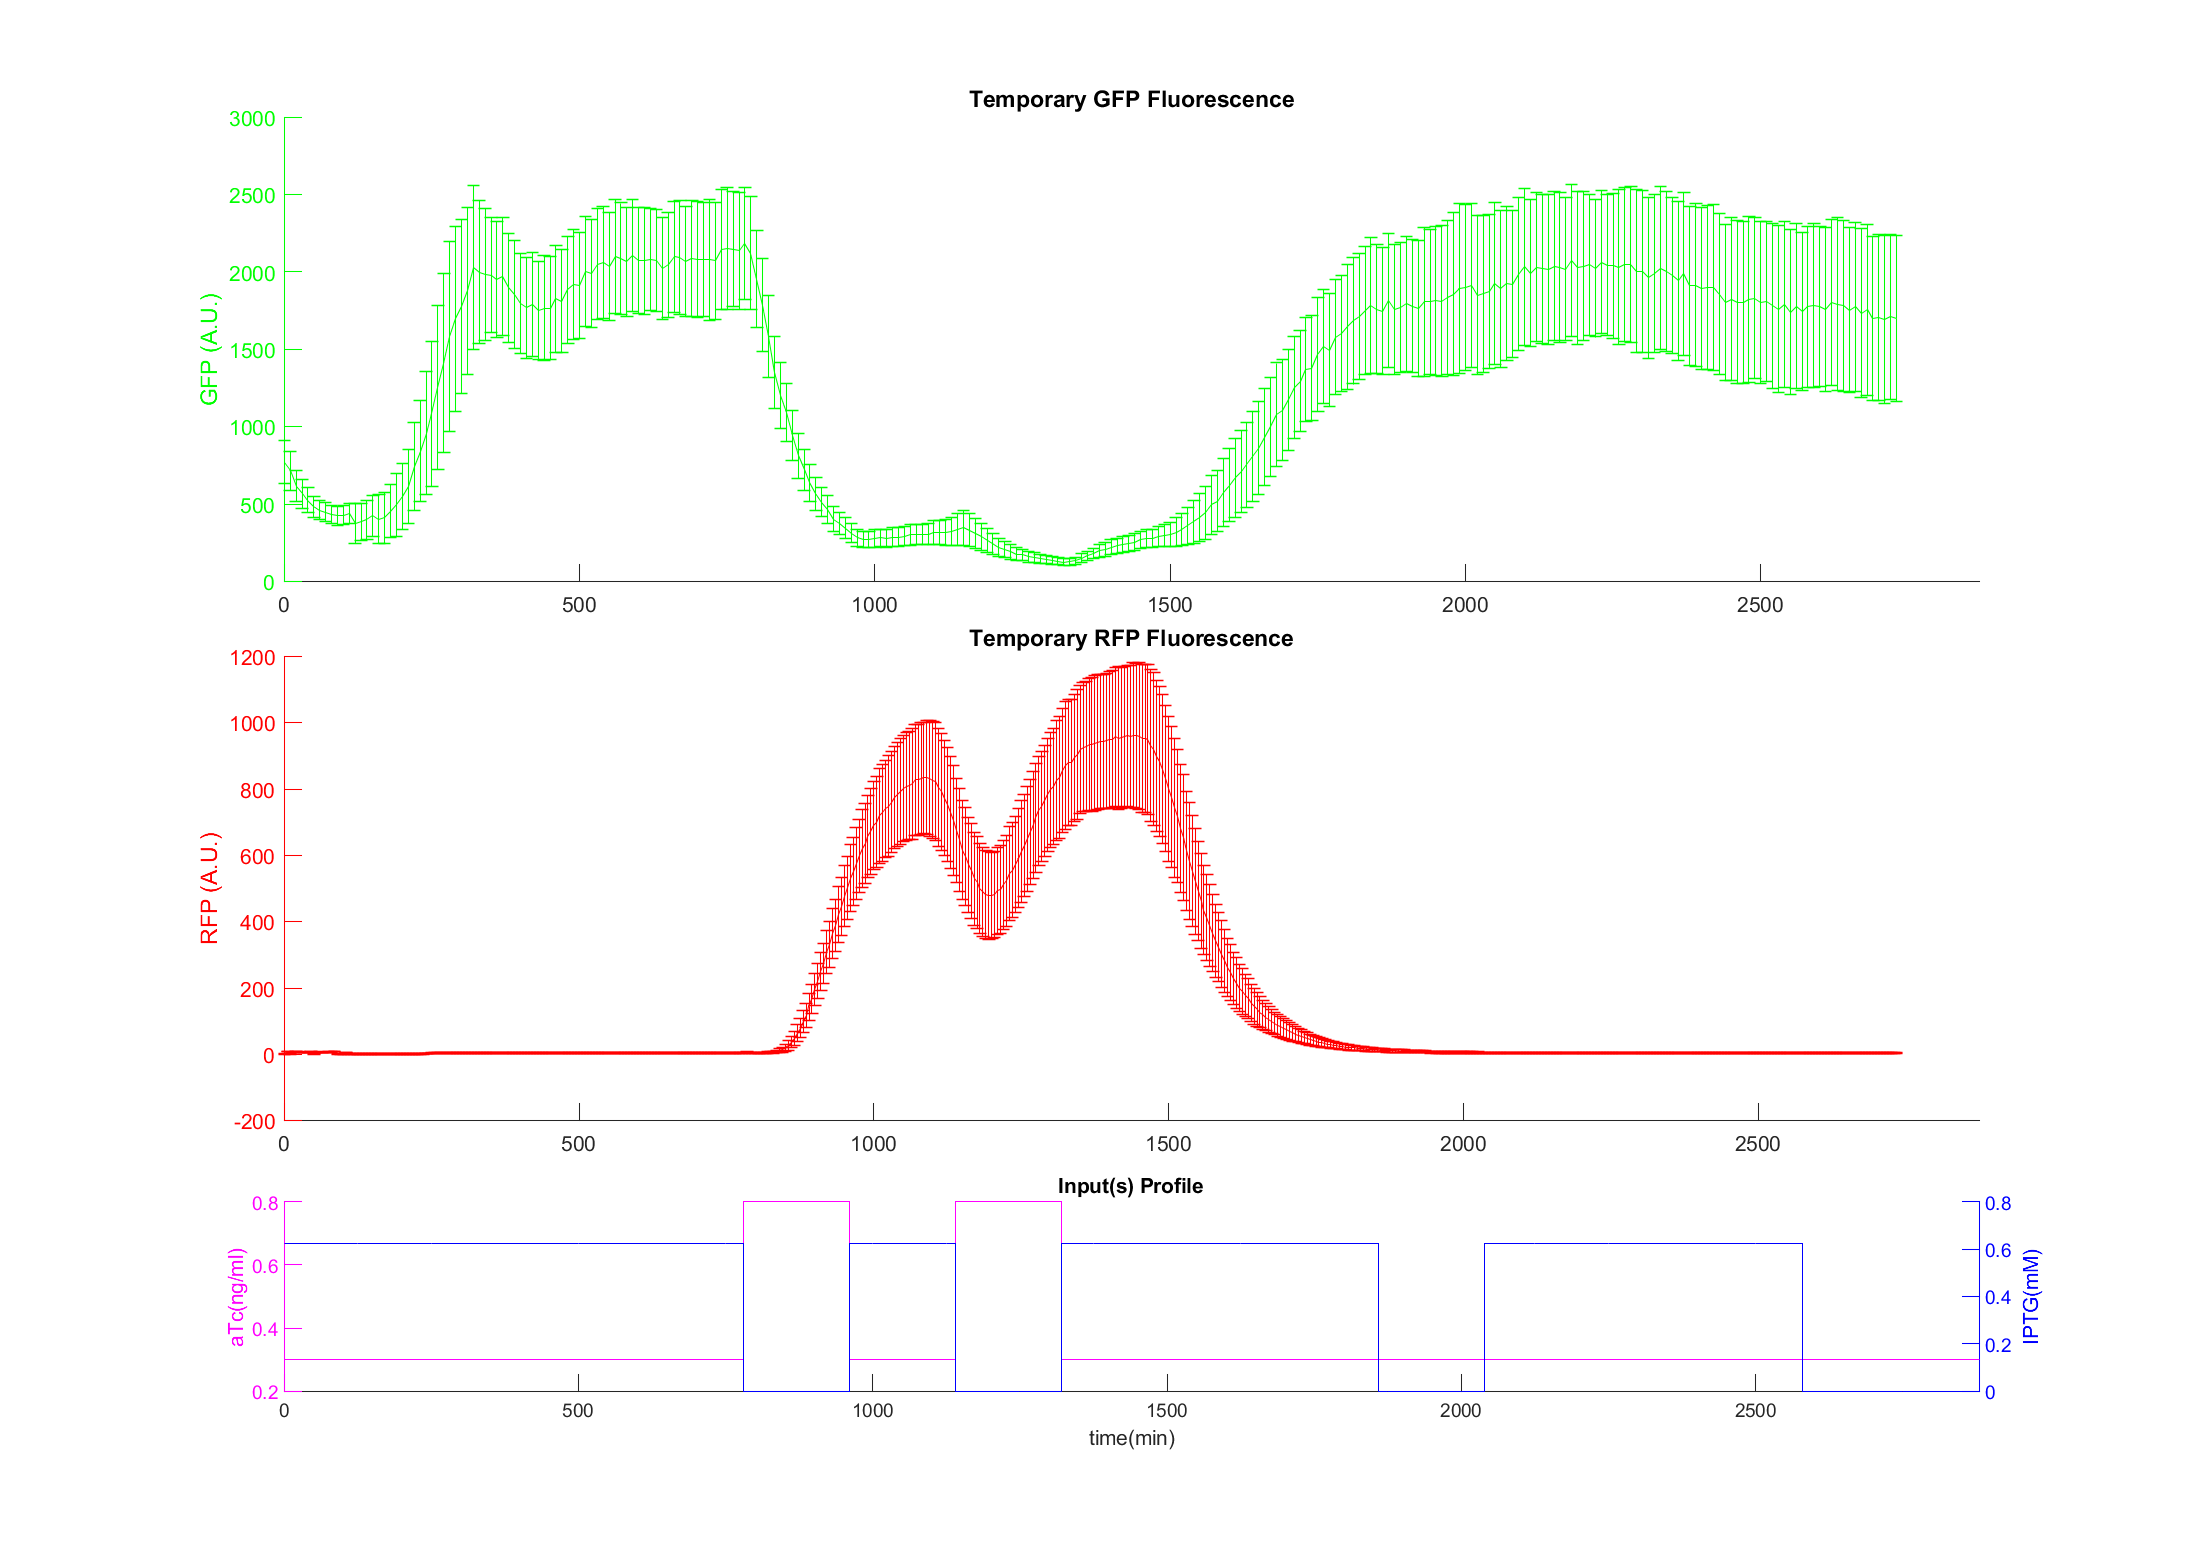 Temporary GFP Fluorescence
3000
2500
2000
1500
1000
500
0
GFP (A.U.)
0 500 1000 1500 2000 2500
Temporary RFP Fluorescence
1200
1000
800
600
400
200
0
-200
RFP (A.U.)
0 500 1000 1500 2000 2500
Input(s) Profile
0.8
0.6
0.4
0.2
aTc(ng/ml)
0.8
0.6
0.4
0.2
0
IPTG(mM)
0 500 1000 1500 2000 2500
time(min)